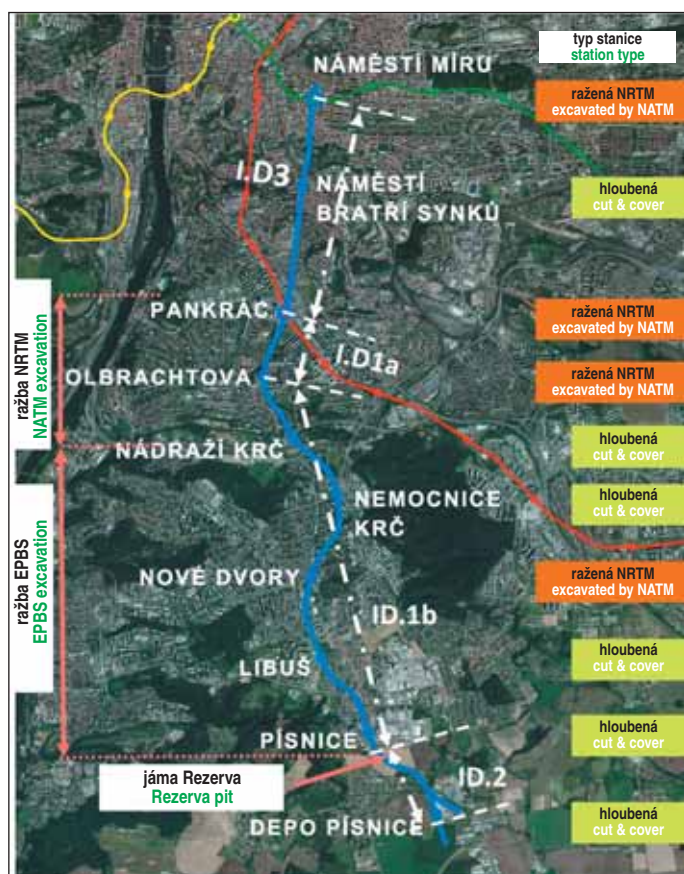 typ stanice
station type
NÁMĚSTÍ MÍRU
ražená NRTM
excavated by NATM
I.D3
NÁMĚSTÍ
BRATŘÍ SYNKŮ
hloubená
cut & cover
PANKRÁC
ražená NRTM
excavated by NATM
I.D1a
OLBRACHTOVA
ražená NRTM
excavated by NATM
ražba NRTM
NATM excavation
NÁDRAŽÍ KRČ
hloubená
cut & cover
NEMOCNICE
KRČ
hloubená
cut & cover
NOVÉ DVORY
ražená NRTM
excavated by NATM
ražba EPBS
EPBS excavation
ID.1b
LIBUŠ
hloubená
cut & cover
PÍSNICE
hloubená
cut & cover
jáma Rezerva
Rezerva pit
ID.2
DEPO PÍSNICE
hloubená
cut & cover